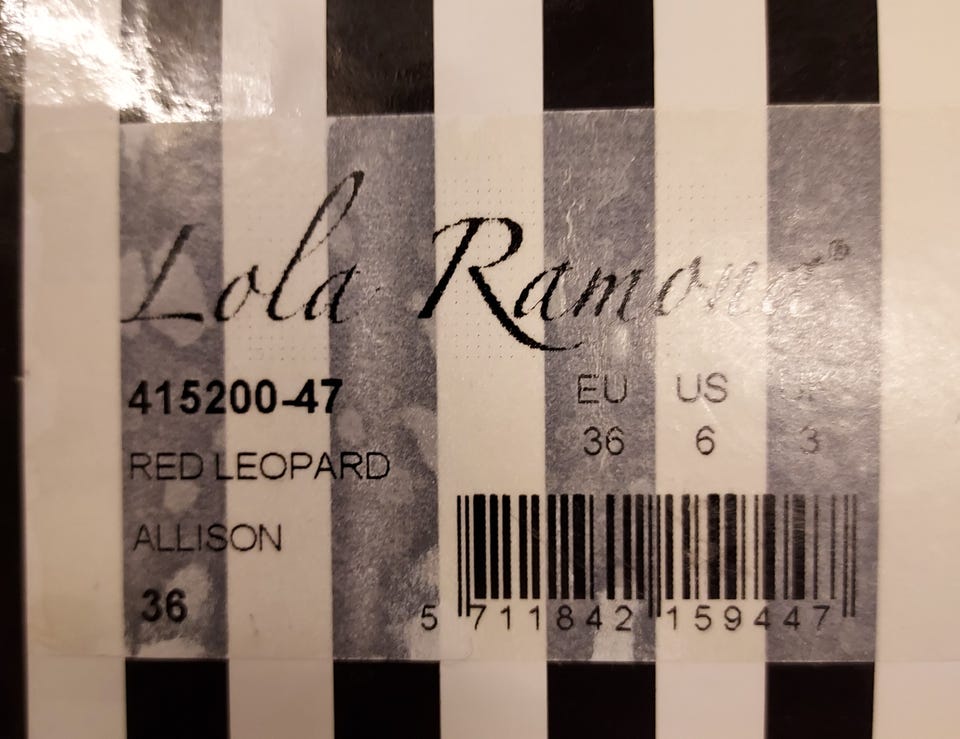 Lola Ramona®
415200-47
EU US
36 6 3
RED LEOPARD
ALLISON
36
5 711842 159447